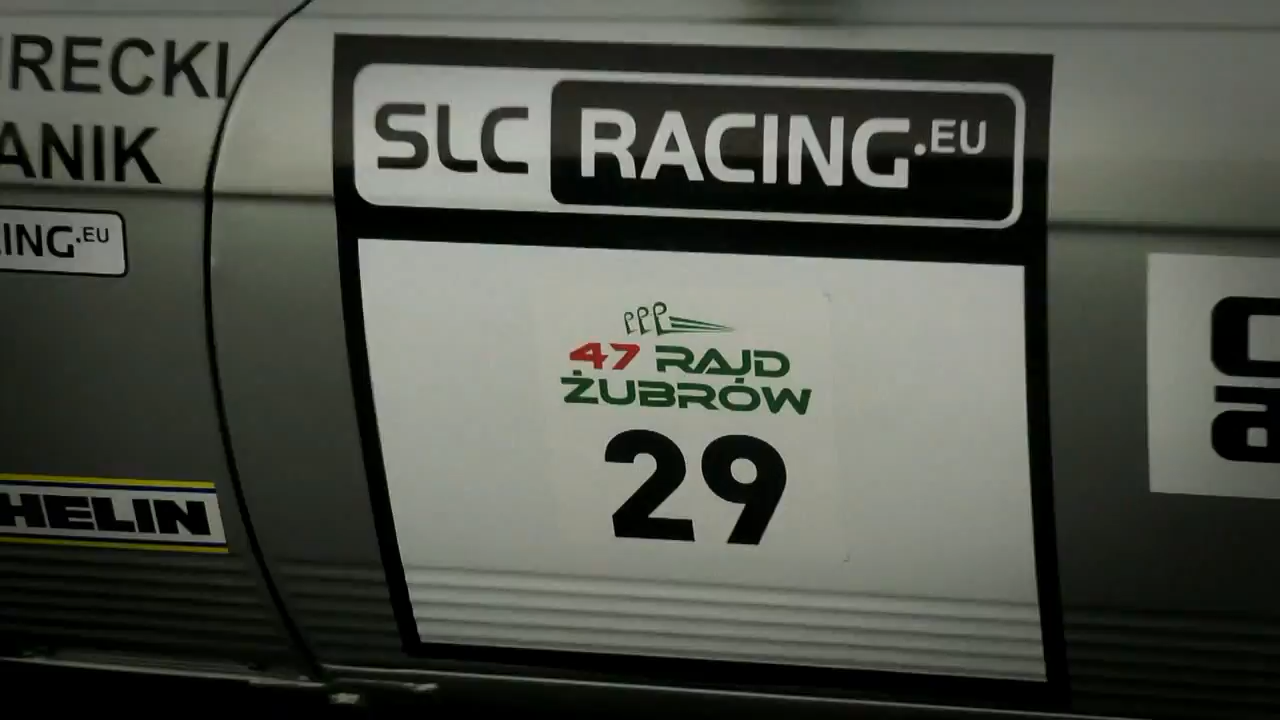 RECKI
ANIK
ING.EU
SLC RACING.EU
47 RAJD
ŻUBRÓW
29
HELIN